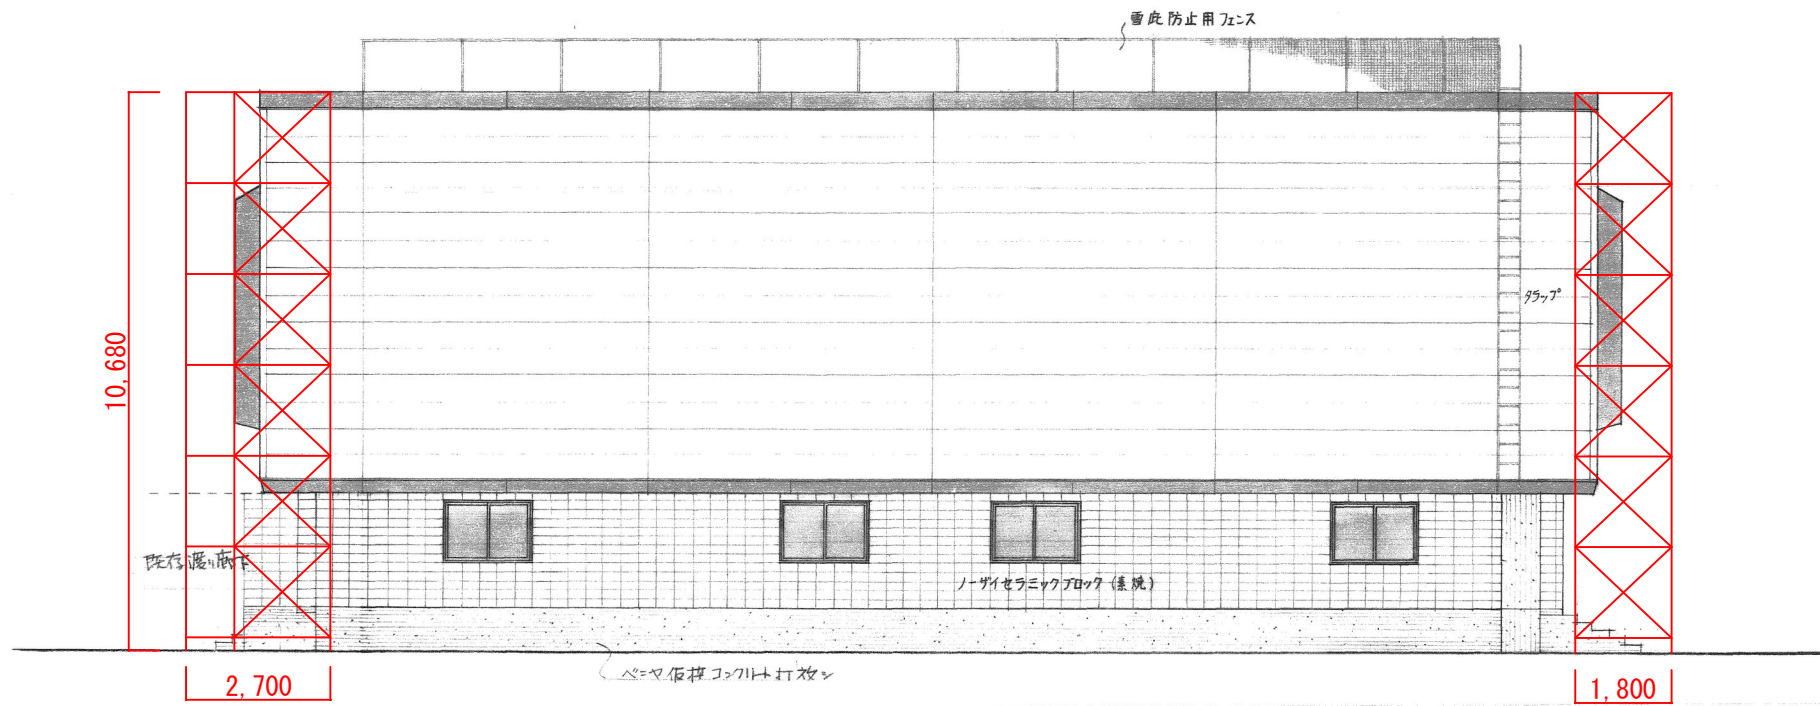 雪庇防止用フェンス
タラップ
10,680
既存渡り廊下
ノーザイセラミックブロック(素焼)
ベニヤ仮枠コンクリート打放シ
2,700
1,800